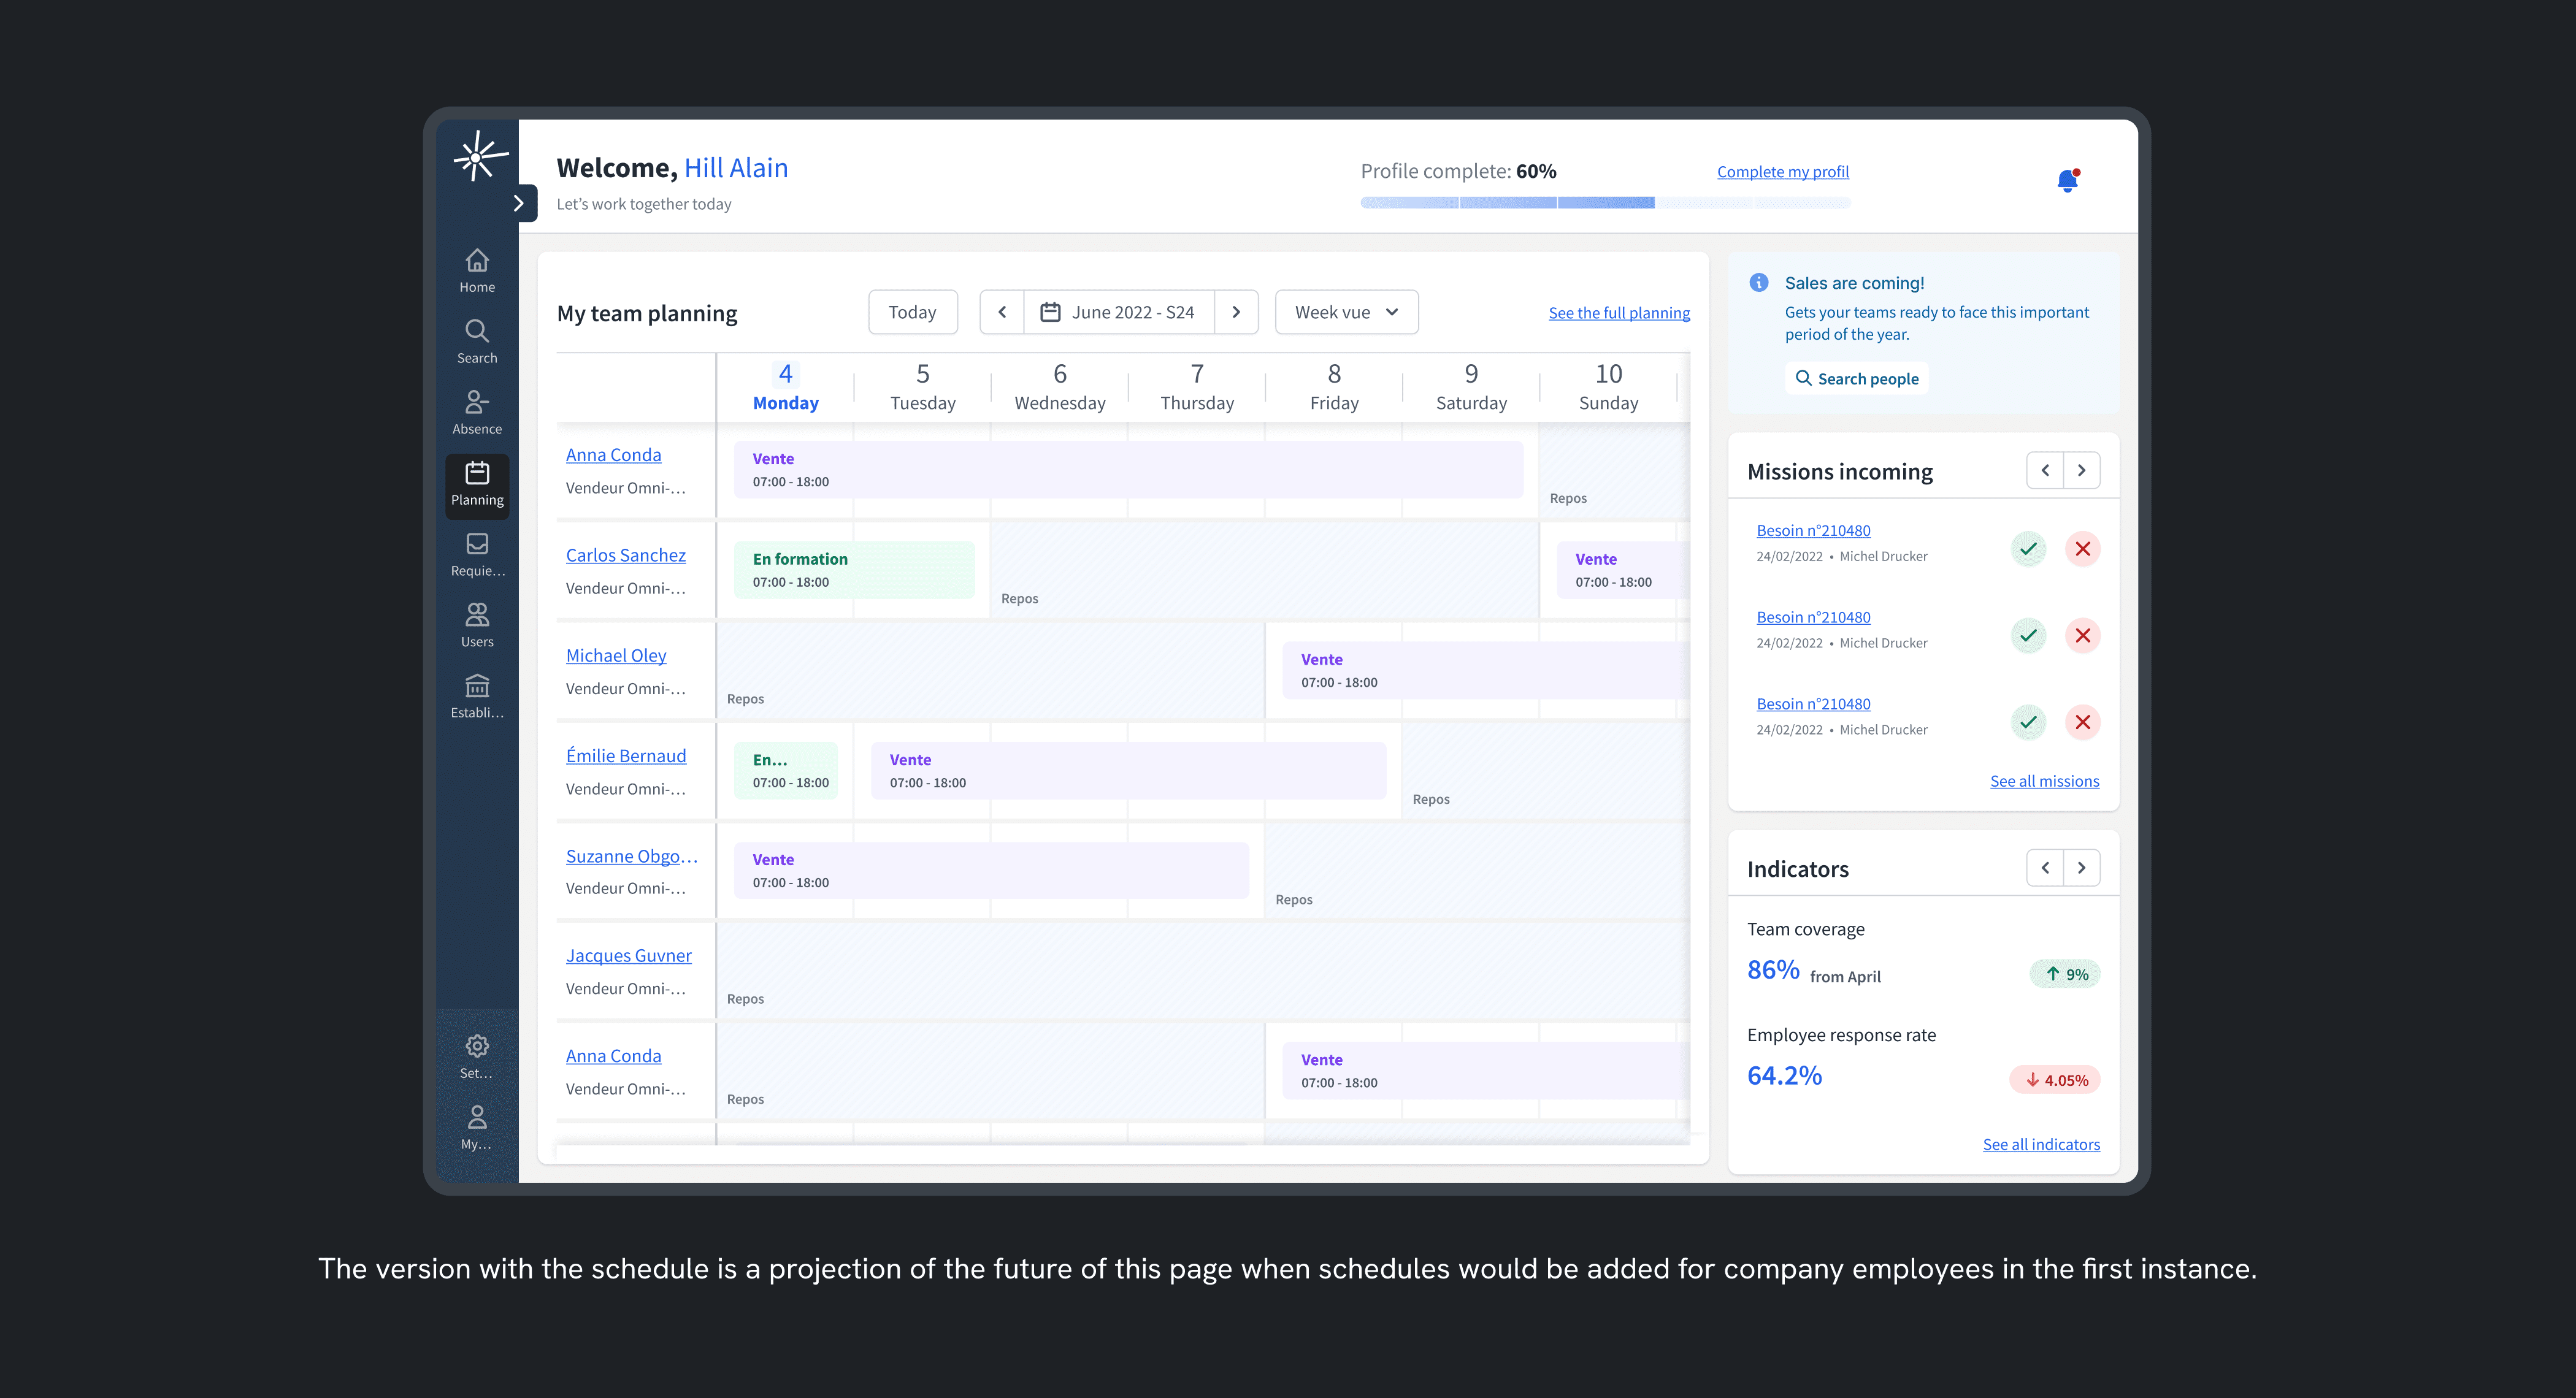 Welcome, Hill Alain
Let's work together today
Profile complete: 60%
Complete my profil
Home
Search
Absence
Planning
Requie...
Users
Establi...
Set...
My...
My team planning
Today
June 2022 - S24
Week vue
See the full planning
4
Monday
5
Tuesday
6
Wednesday
7
Thursday
8
Friday
9
Saturday
10
Sunday
Anna Conda
Vendeur Omni-...
Vente
07:00 - 18:00
Repos
Carlos Sanchez
Vendeur Omni-...
En formation
07:00 - 18:00
Repos
Vente
07:00 - 18:00
Michael Oley
Vendeur Omni-...
Repos
Vente
07:00 - 18:00
Émilie Bernaud
Vendeur Omni-...
En...
07:00 - 18:00
Vente
07:00 - 18:00
Repos
Suzanne Obgo...
Vendeur Omni-...
Vente
07:00 - 18:00
Repos
Jacques Guvner
Vendeur Omni-...
Repos
Anna Conda
Vendeur Omni-...
Repos
Vente
07:00 - 18:00
Sales are coming!
Gets your teams ready to face this important
period of the year.
Search people
Missions incoming
Besoin n°210480
24/02/2022 • Michel Drucker
Besoin n°210480
24/02/2022 • Michel Drucker
Besoin n°210480
24/02/2022 • Michel Drucker
See all missions
Indicators
Team coverage
86% from April
9%
Employee response rate
64.2%
4.05%
See all indicators
The version with the schedule is a projection of the future of this page when schedules would be added for company employees in the first instance.